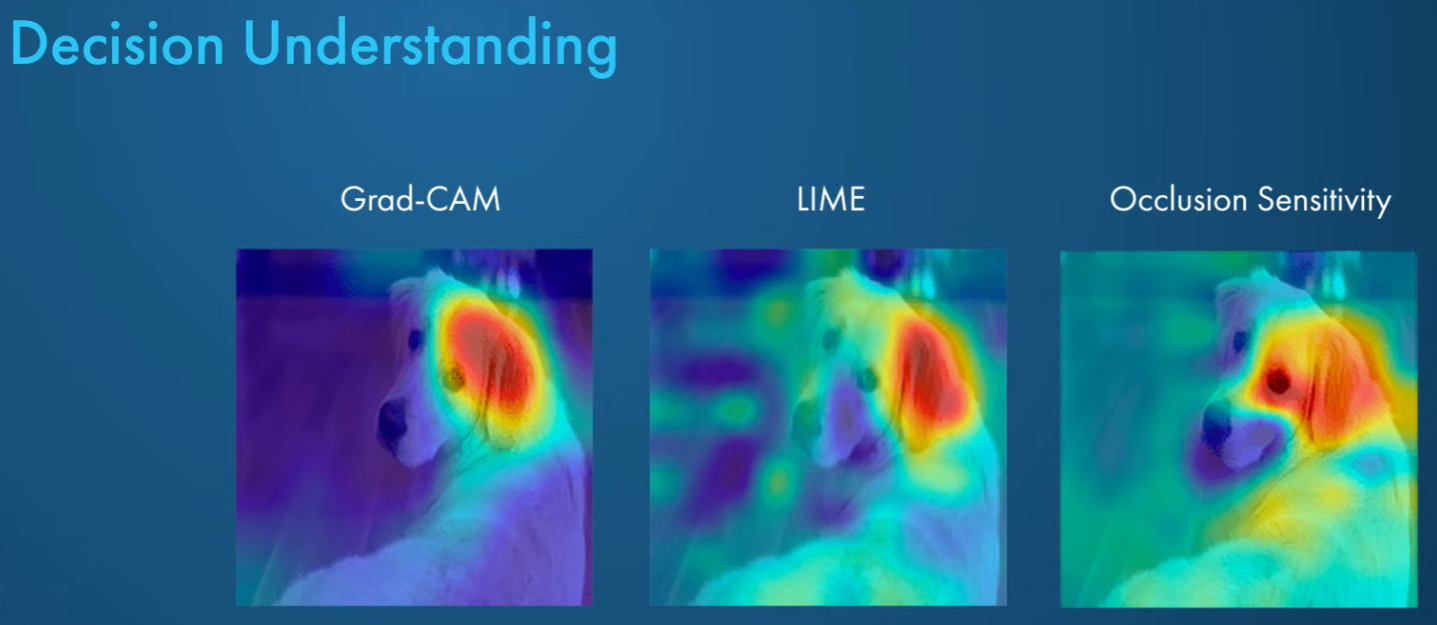 Decision Understanding
Grad-CAM
LIME
Occlusion Sensitivity